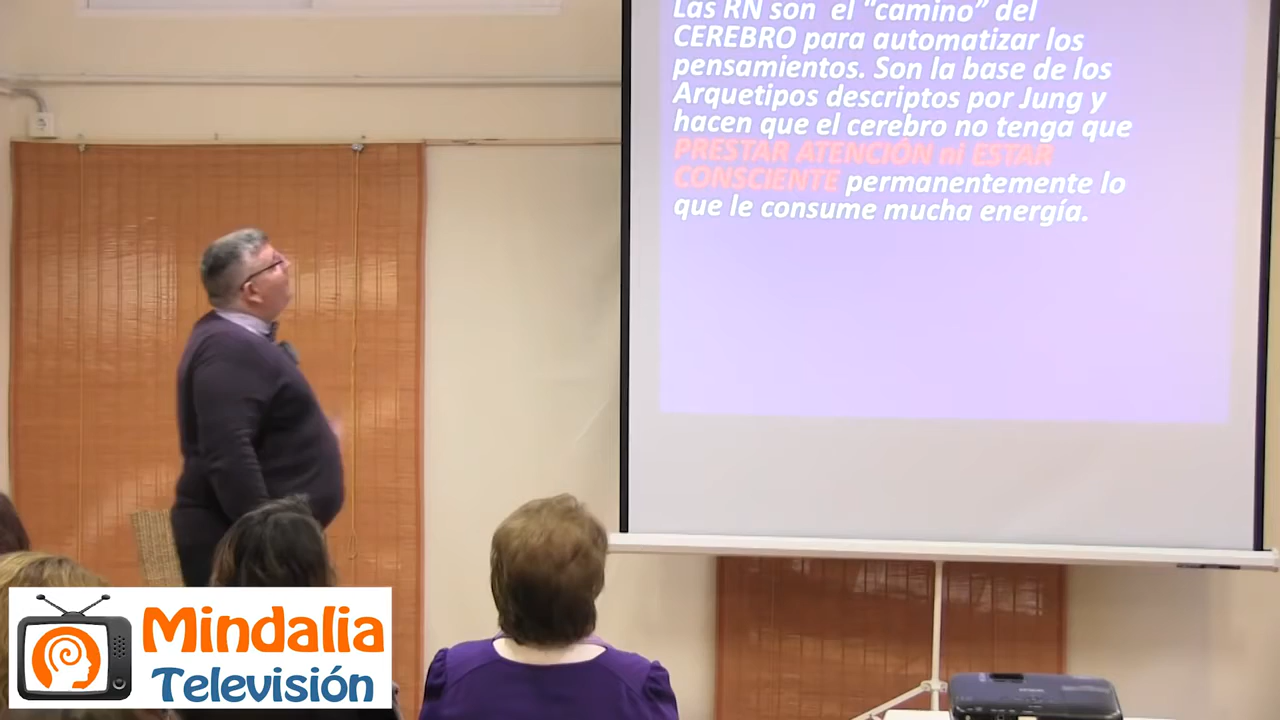 Las RN son el "camino" del
CEREBRO para automatizar los
pensamientos. Son la base de los
Arquetipos descriptos por Jung y
hacen que el cerebro no tenga que
PRESTAR ATENCIÓN ni ESTAR
CONSCIENTE permanentemente lo
que le consume mucha energía.
Mindalia
Televisión